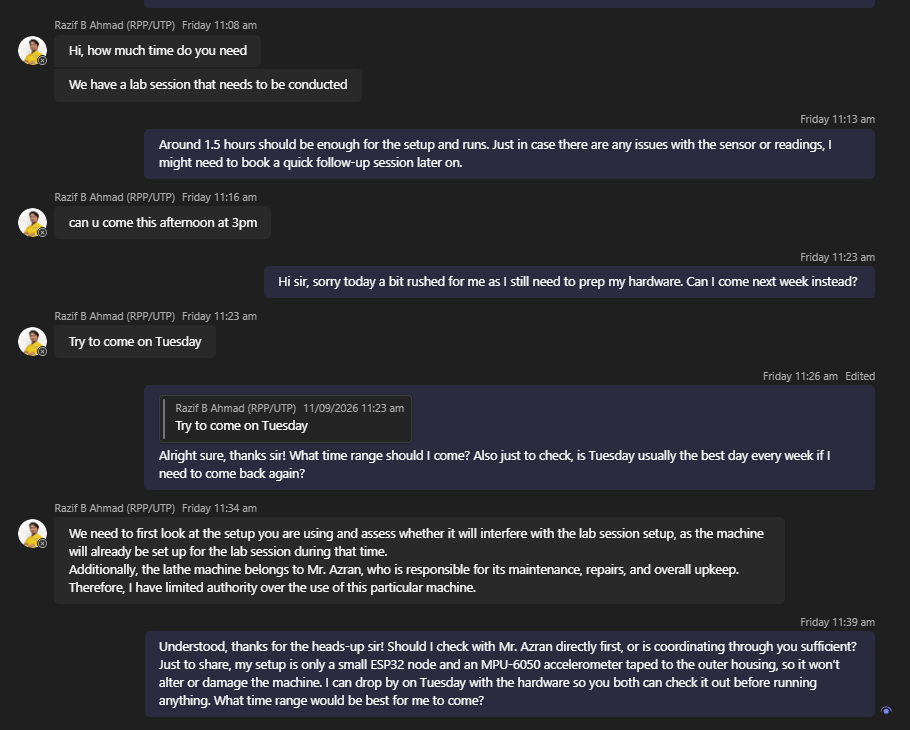 Razif B Ahmad (RPP/UTP) Friday 11:08 am
Hi, how much time do you need
We have a lab session that needs to be conducted
Friday 11:13 am
Around 1.5 hours should be enough for the setup and runs. Just in case there are any issues with the sensor or readings, I
might need to book a quick follow-up session later on.
Razif B Ahmad (RPP/UTP) Friday 11:16 am
can u come this afternoon at 3pm
Friday 11:23 am
Hi sir, sorry today a bit rushed for me as I still need to prep my hardware. Can I come next week instead?
Razif B Ahmad (RPP/UTP) Friday 11:23 am
Try to come on Tuesday
Friday 11:26 am Edited
Razif B Ahmad (RPP/UTP) 11/09/2026 11:23 am
Try to come on Tuesday
Alright sure, thanks sir! What time range should I come? Also just to check, is Tuesday usually the best day every week if I
need to come back again?
Razif B Ahmad (RPP/UTP) Friday 11:34 am
We need to first look at the setup you are using and assess whether it will interfere with the lab session setup, as the machine
will already be set up for the lab session during that time.
Additionally, the lathe machine belongs to Mr. Azran, who is responsible for its maintenance, repairs, and overall upkeep.
Therefore, I have limited authority over the use of this particular machine.
Friday 11:39 am
Understood, thanks for the heads-up sir! Should I check with Mr. Azran directly first, or is coordinating through you sufficient?
Just to share, my setup is only a small ESP32 node and an MPU-6050 accelerometer taped to the outer housing, so it won't
alter or damage the machine. I can drop by on Tuesday with the hardware so you both can check it out before running
anything. What time range would be best for me to come?